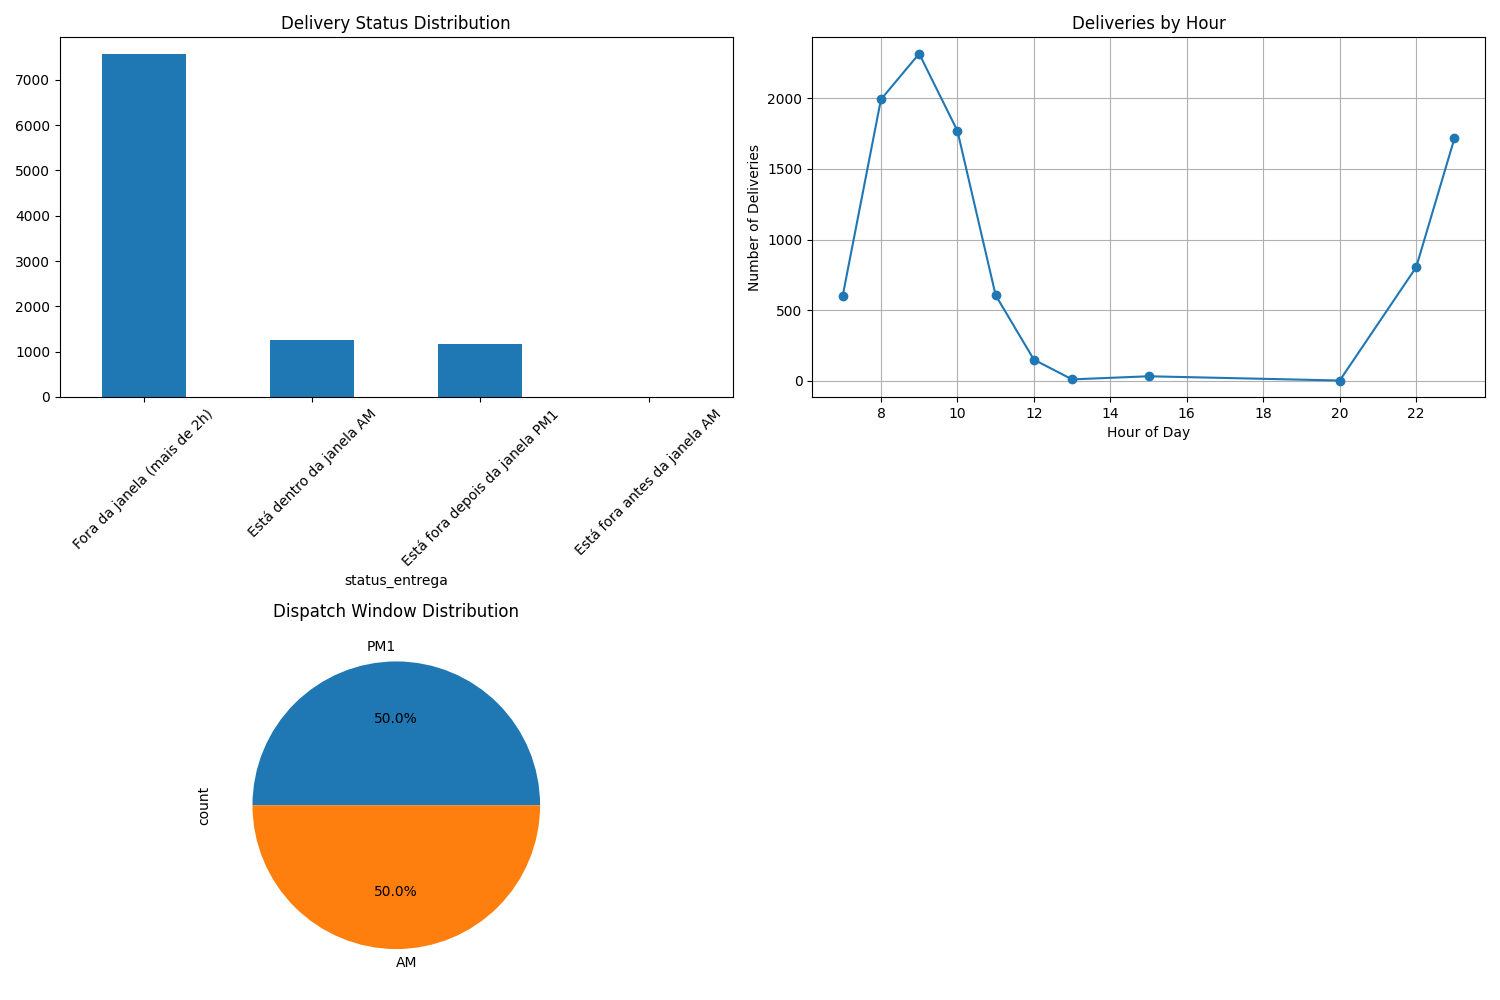 Delivery Status Distribution
7000
6000
5000
4000
3000
2000
1000
0
Fora da janela (mais de 2h)
Está dentro da janela AM
Está fora depois da janela PM1
Está fora antes da janela AM
status_entrega
Deliveries by Hour
Number of Deliveries
2000
1500
1000
500
0
8 10 12 14 16 18 20 22
Hour of Day
Dispatch Window Distribution
PM1
50.0%
count
50.0%
AM